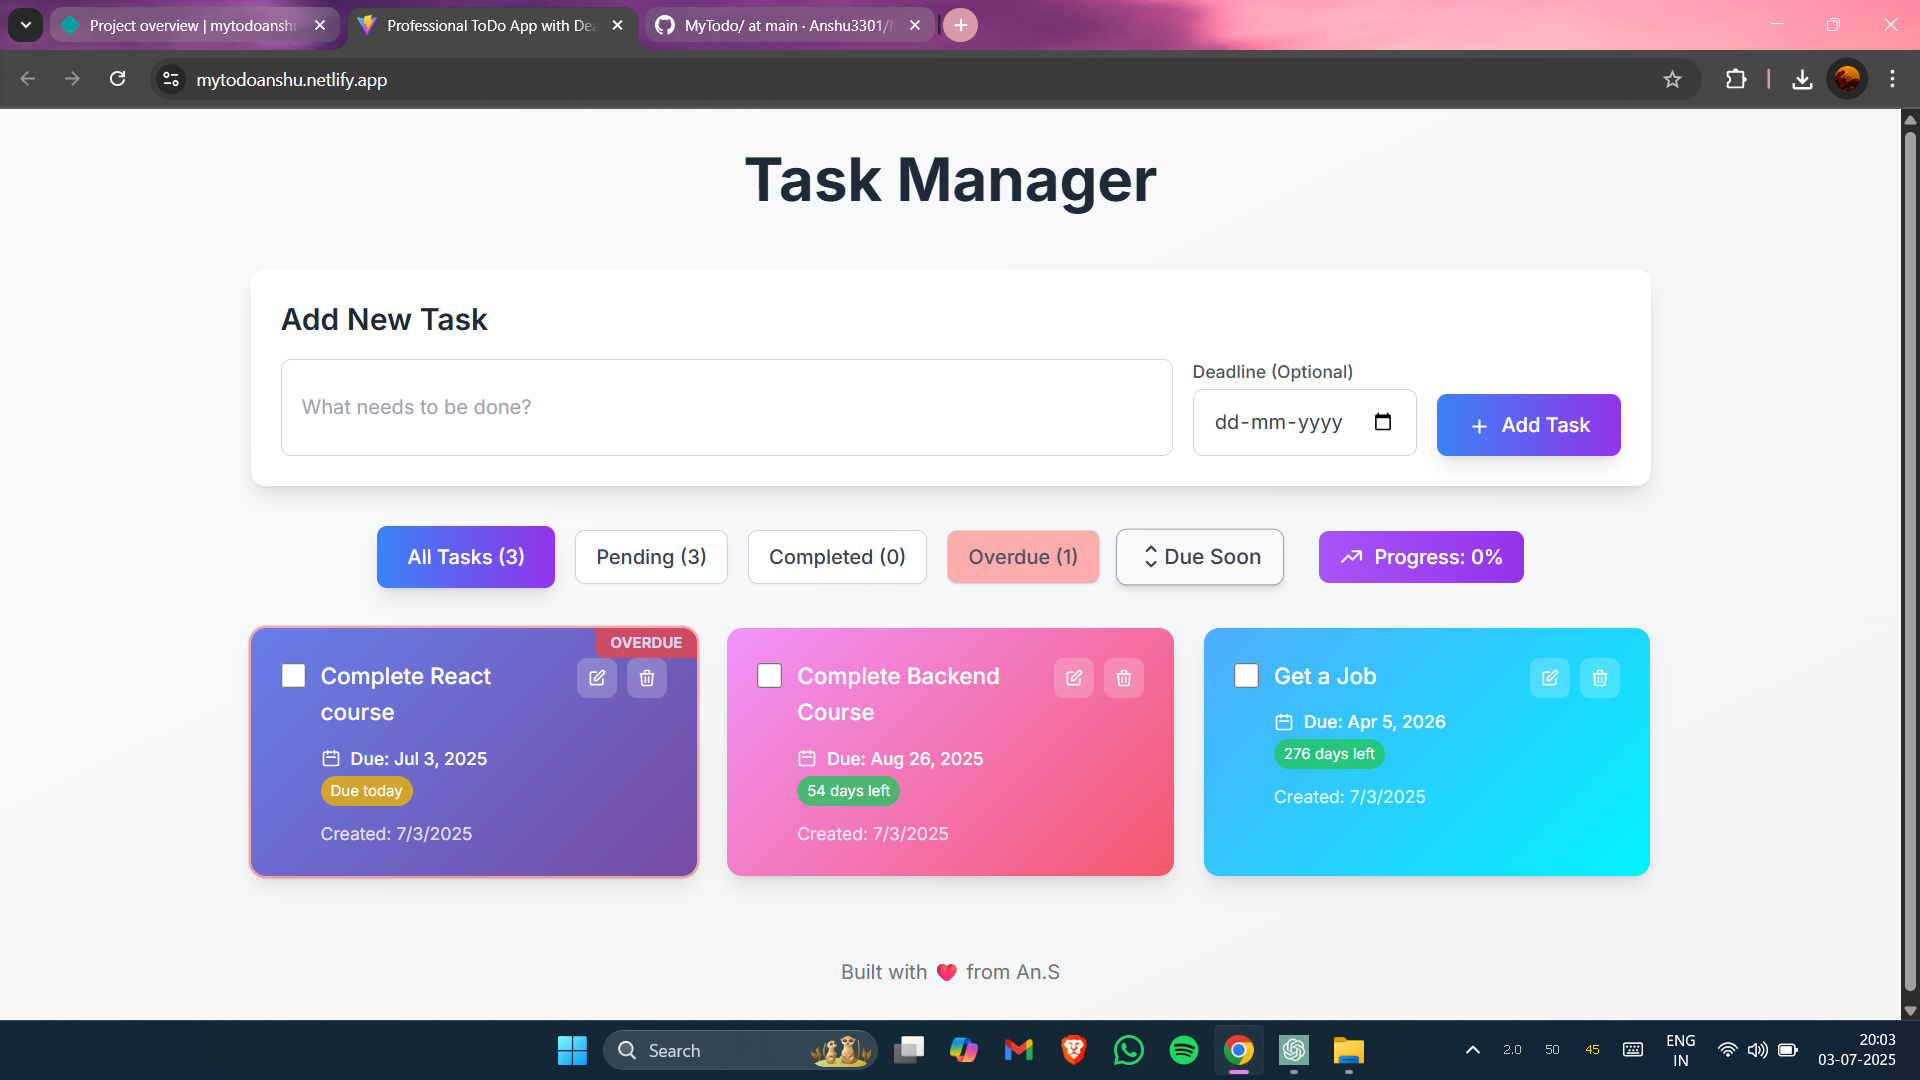 Project overview | mytodoansh
Professional ToDo App with De
MyTodo/ at main · Anshu3301/
mytodoanshu.netlify.app
Task Manager
Add New Task
What needs to be done?
Deadline (Optional)
dd-mm-yyyy
+ Add Task
All Tasks (3)
Pending (3)
Completed (0)
Overdue (1)
Due Soon
Progress: 0%
OVERDUE
Complete React
course
Due: Jul 3, 2025
Due today
Created: 7/3/2025
Complete Backend
Course
Due: Aug 26, 2025
54 days left
Created: 7/3/2025
Get a Job
Due: Apr 5, 2026
276 days left
Created: 7/3/2025
Built with ❤️ from An.S
Search
2.0
50
45
ENG
IN
20:03
03-07-2025